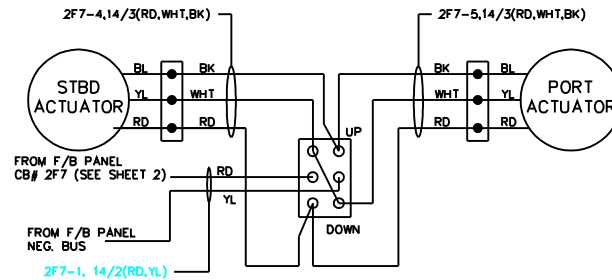 2F7-4,14/3(RD,WHT,BK)
2F7-5,14/3(RD,WHT,BK)
STBD
ACTUATOR
BL
BK
YL
WHT
RD
RD
BK
BL
WHT
YL
RD
RD
PORT
ACTUATOR
UP
FROM F/B PANEL
CB# 2F7 (SEE SHEET 2)
RD
YL
DOWN
FROM F/B PANEL
NEG. BUS
2F7-1, 14/2(RD,YL)